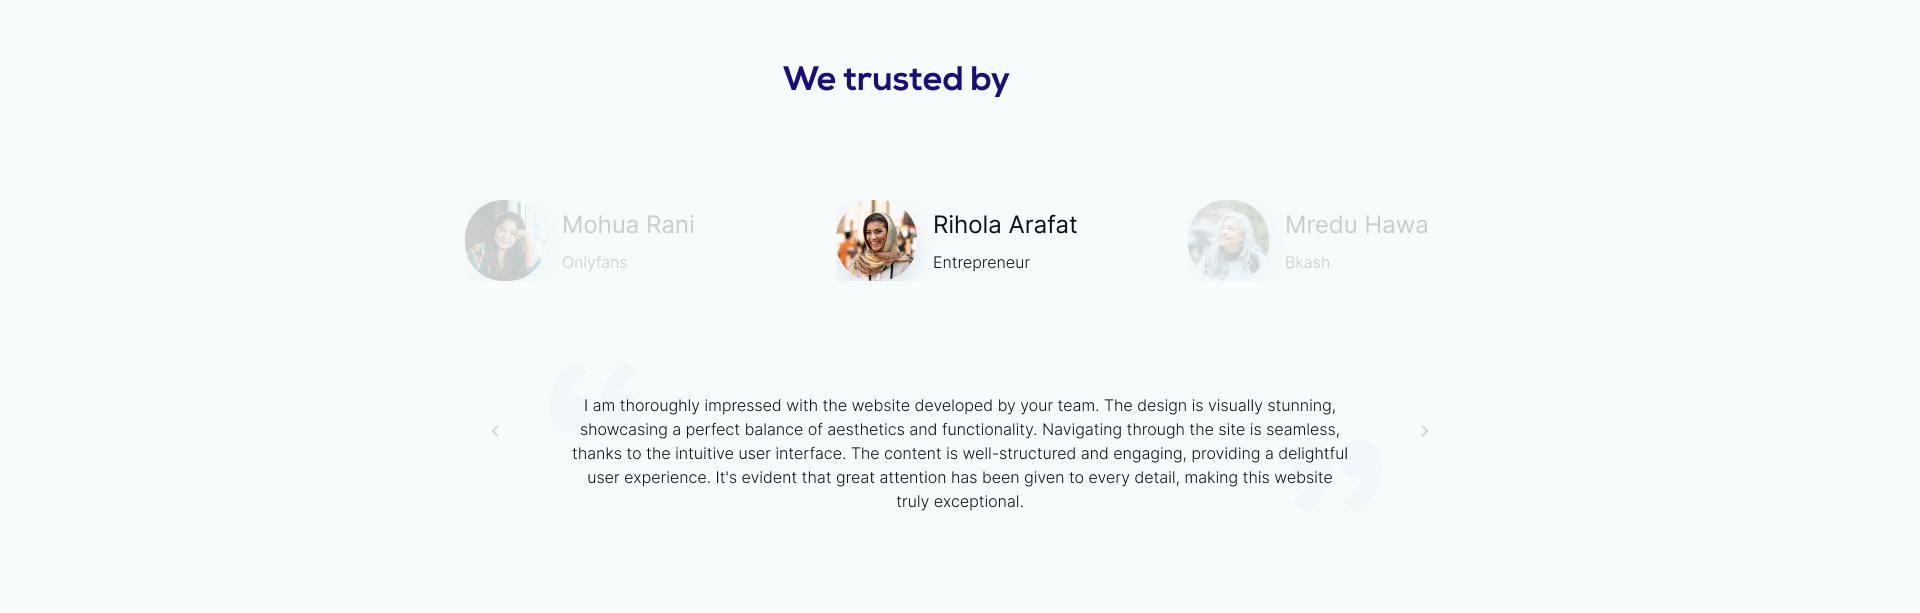 We trusted by
Mohua Rani
Onlyfans
Rihola Arafat
Entrepreneur
Mredu Hawa
Bkash
I am thoroughly impressed with the website developed by your team. The design is visually stunning,
showcasing a perfect balance of aesthetics and functionality. Navigating through the site is seamless,
thanks to the intuitive user interface. The content is well-structured and engaging, providing a delightful
user experience. It's evident that great attention has been given to every detail, making this website
truly exceptional.